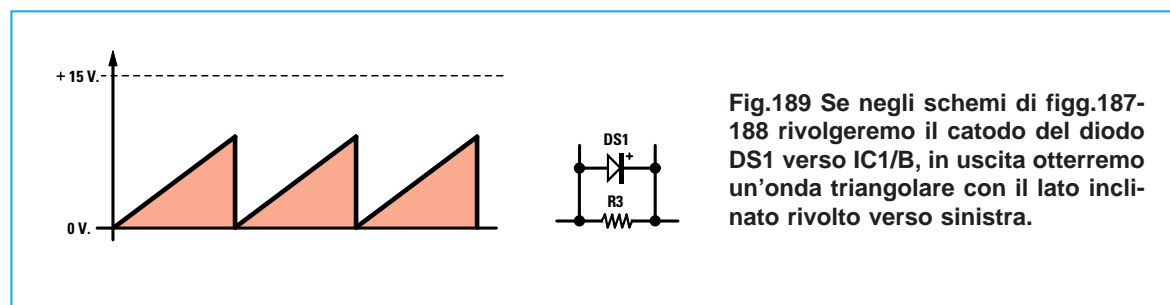 + 15 V.
0 V.
DS1
+
R3
Fig.189 Se negli schemi di figg.187-
188 rivolgeremo il catodo del diodo
DS1 verso IC1/B, in uscita otterremo
un'onda triangolare con il lato incli-
nato rivolto verso sinistra.